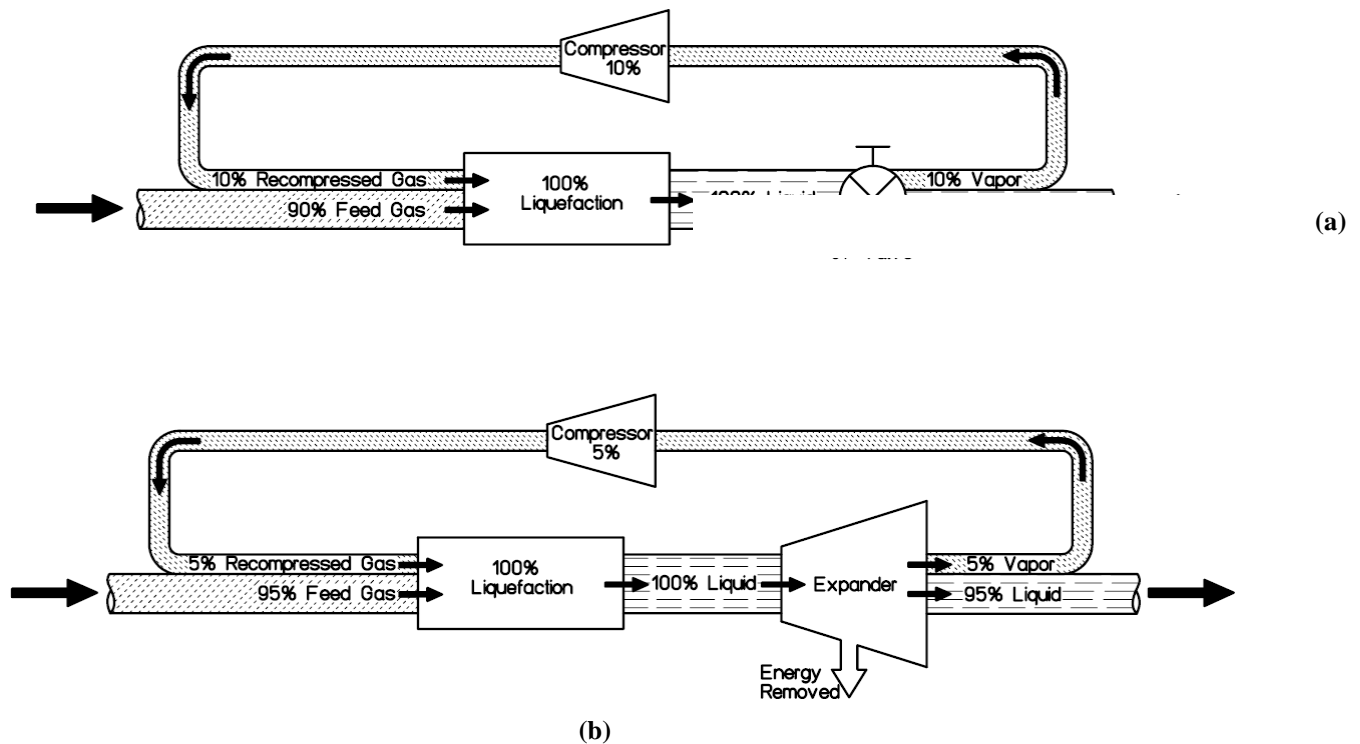 Compressor
10%
10% Recompressed Gas
90% Feed Gas
100%
Liquefaction
10% Vapor
(a)
Compressor
5%
5% Recompressed Gas
95% Feed Gas
100%
Liquefaction
100% Liquid
Expander
5% Vapor
95% Liquid
Energy
Removed
(b)